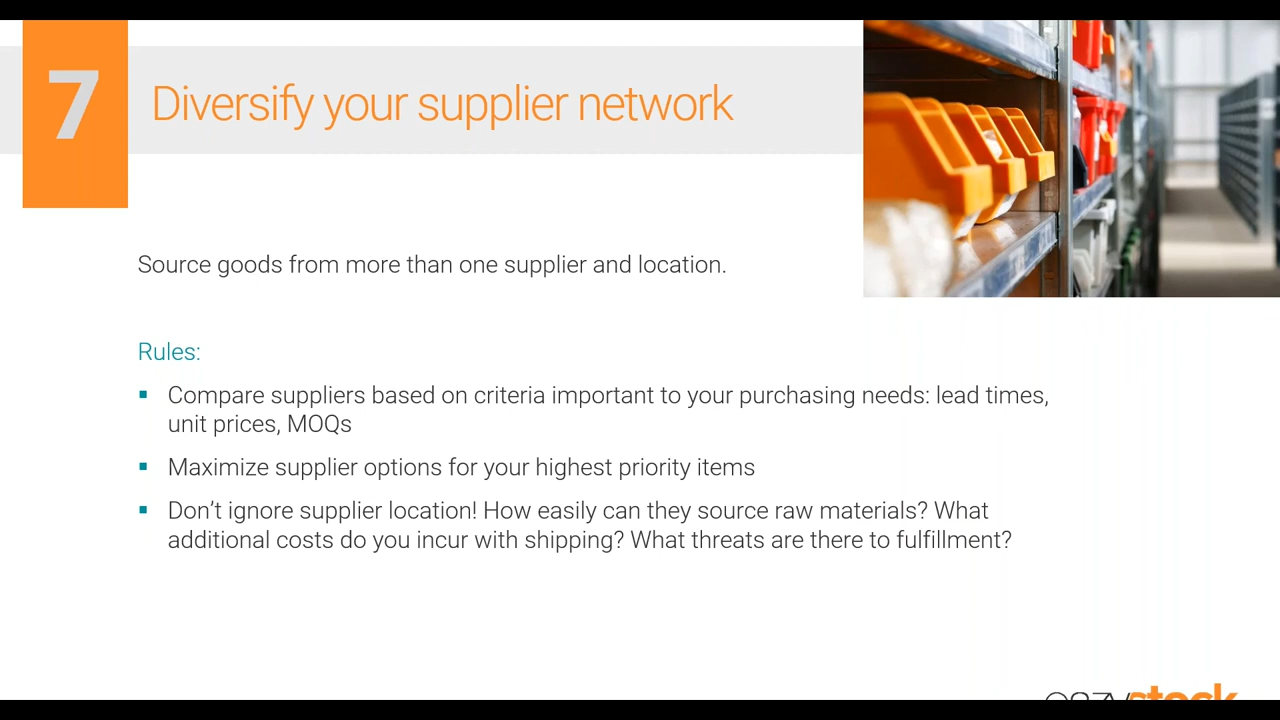 7
Diversify your supplier network
Source goods from more than one supplier and location.
Rules:
▪ Compare suppliers based on criteria important to your purchasing needs: lead times,
unit prices, MOQs
▪ Maximize supplier options for your highest priority items
▪ Don’t ignore supplier location! How easily can they source raw materials? What
additional costs do you incur with shipping? What threats are there to fulfillment?